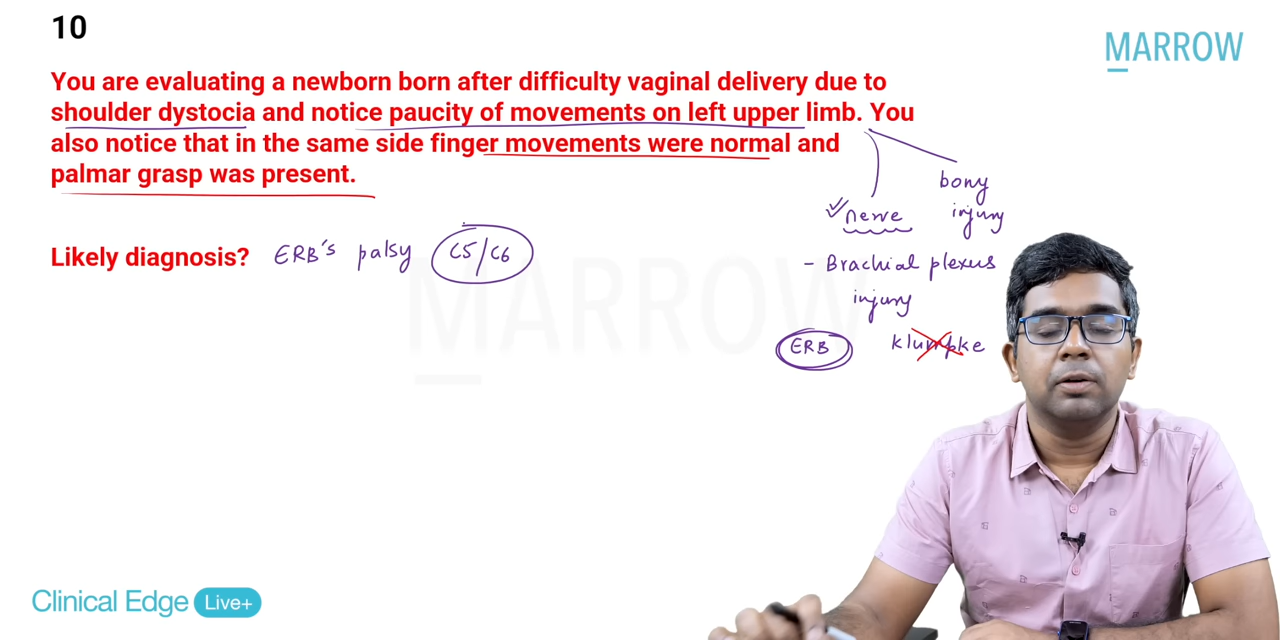 10
MARROW
You are evaluating a newborn born after difficulty vaginal delivery due to
shoulder dystocia and notice paucity of movements on left upper limb. You
also notice that in the same side finger movements were normal and
palmar grasp was present.
bony
injury
nerve
Likely diagnosis? ERB's palsy C5/C6
- Brachial plexus
injury
MARROW
ERB klumpke
Clinical Edge Live+